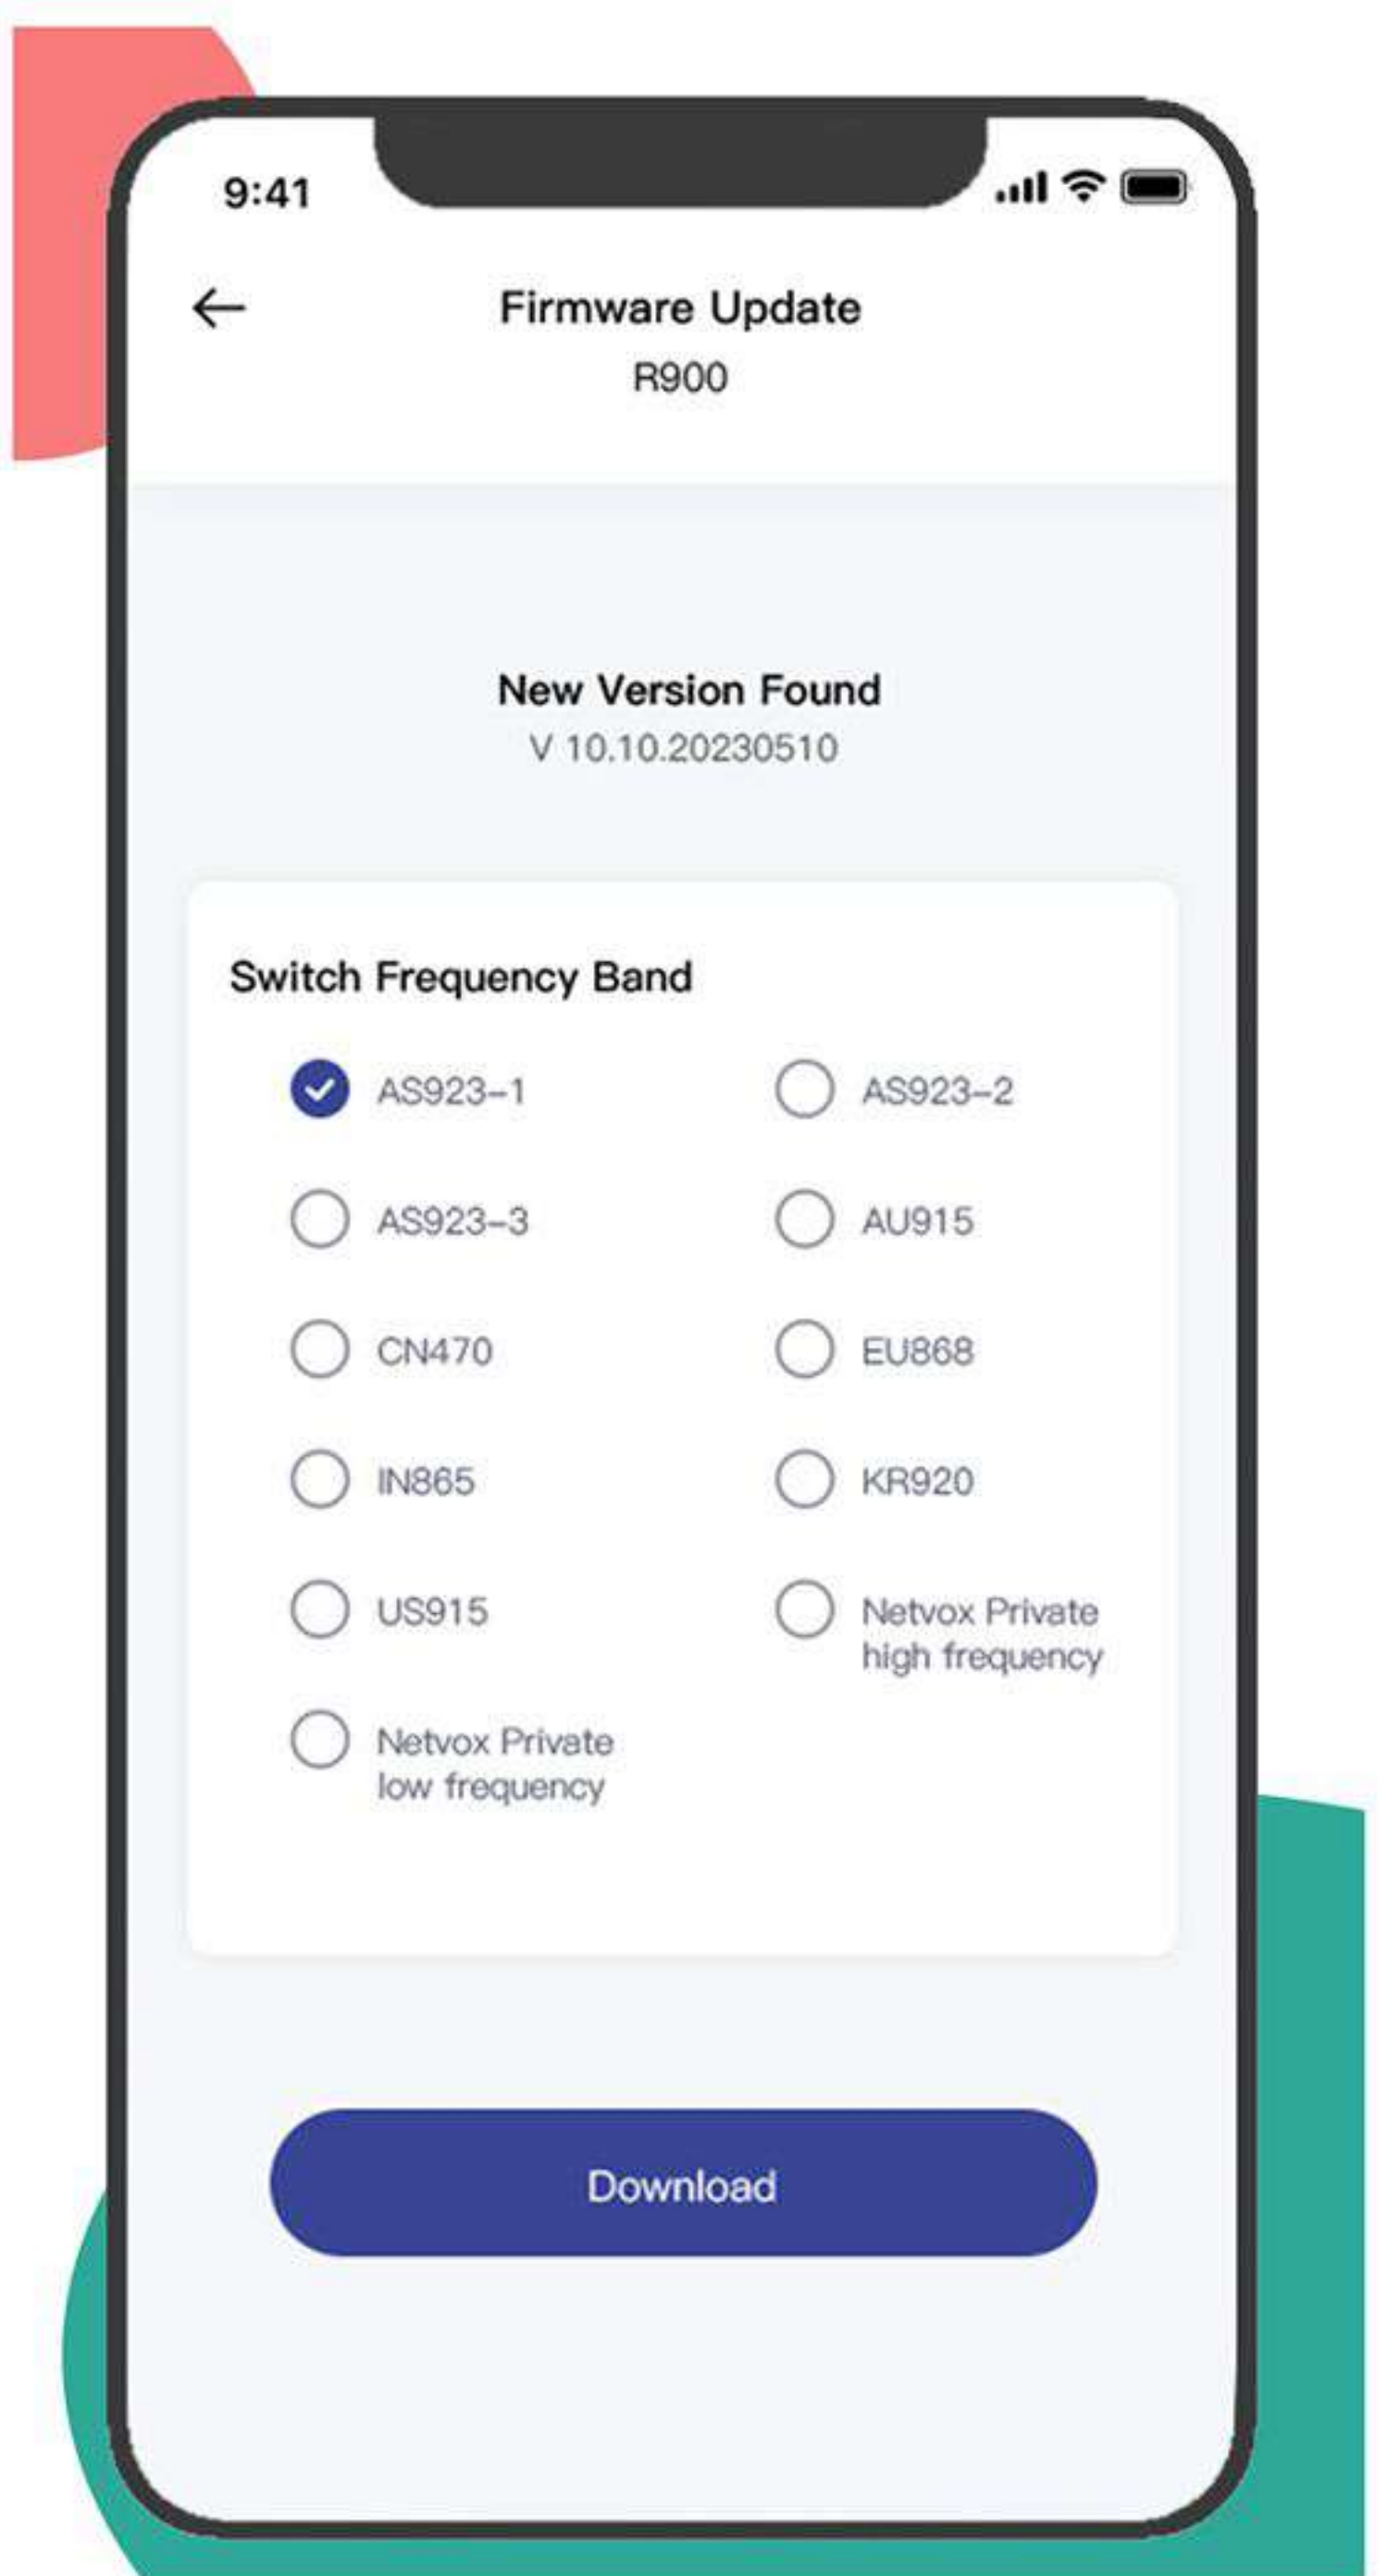 9:41
Firmware Update
R900
New Version Found
V 10.10.20230510
Switch Frequency Band
AS923–1
AS923–2
AS923–3
AU915
CN470
EU868
IN865
KR920
US915
Netvox Private
high frequency
Netvox Private
low frequency
Download